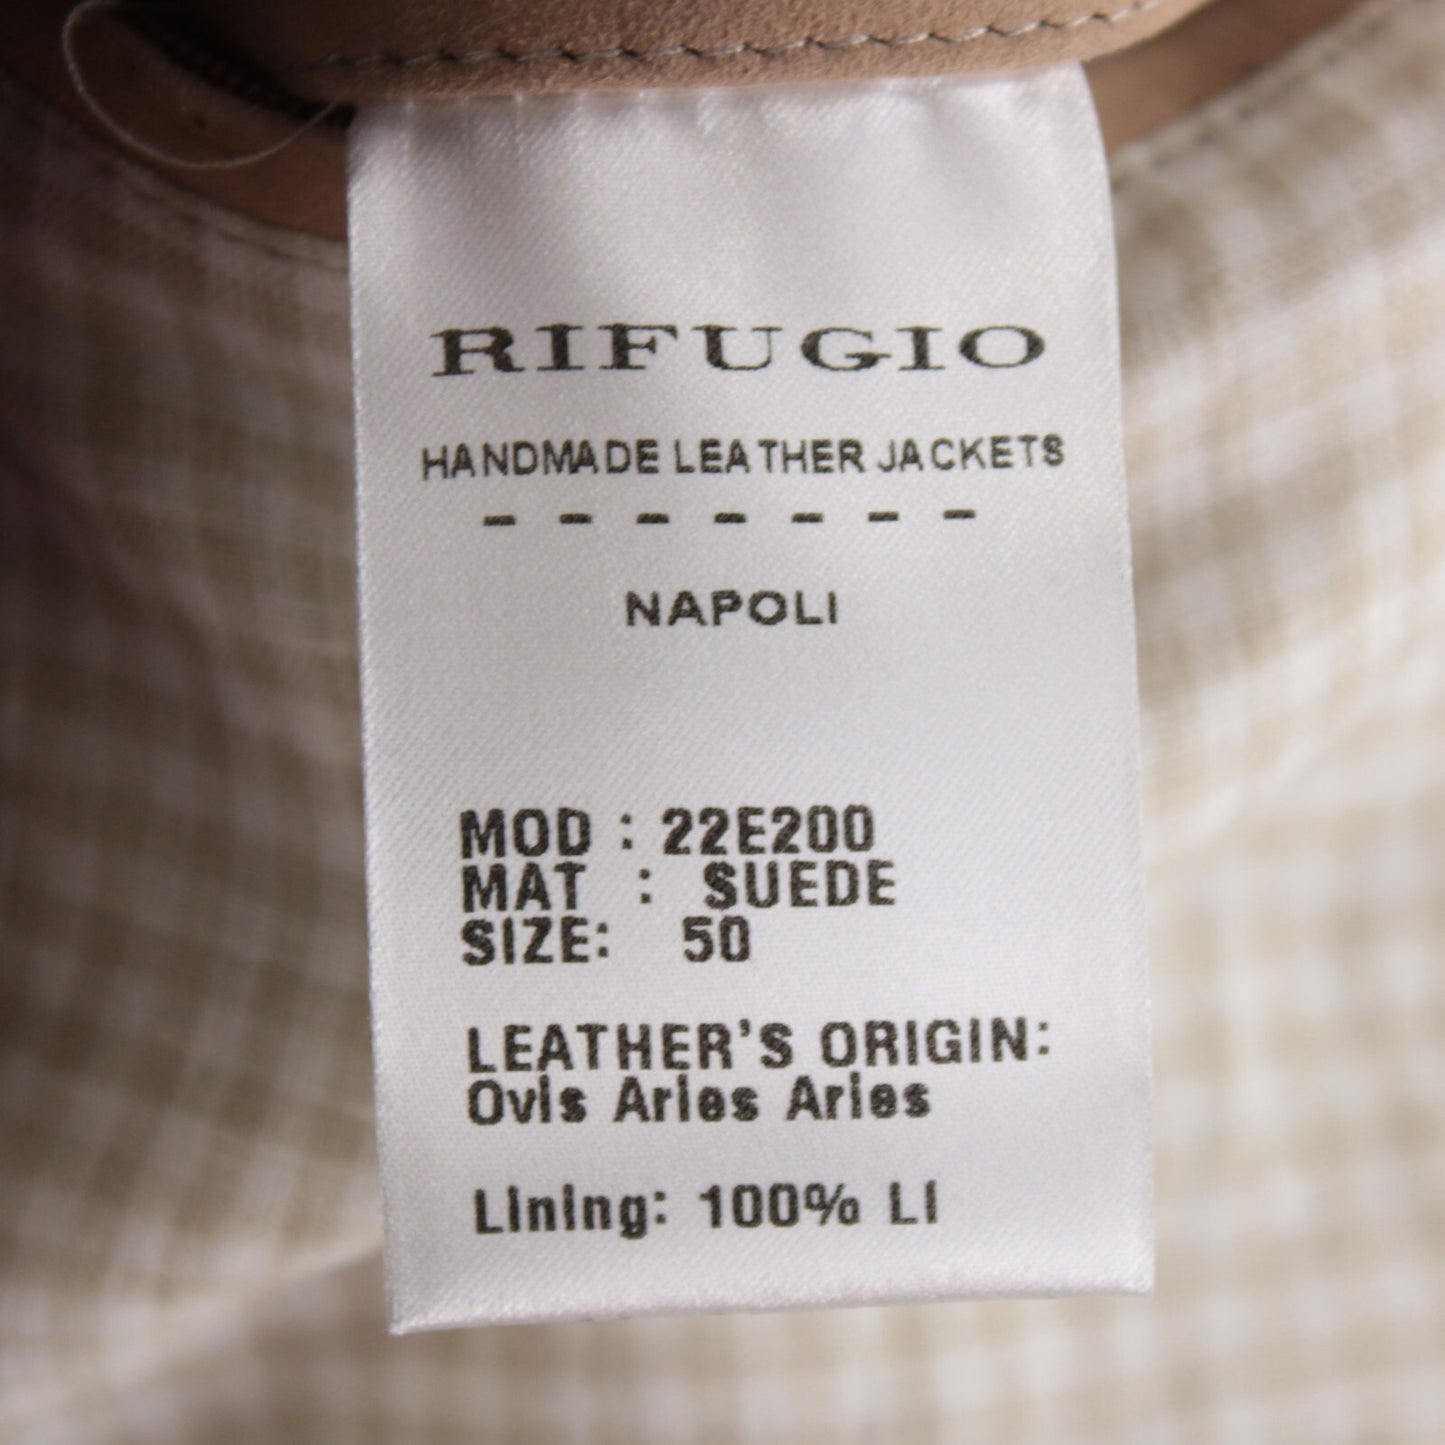 RIFUGIO
HANDMADE LEATHER JACKETS
- - - - - - -
NAPOLI
MOD : 22E200
MAT : SUEDE
SIZE: 50
LEATHER'S ORIGIN:
Ovis Aries Aries
Lining: 100% LI